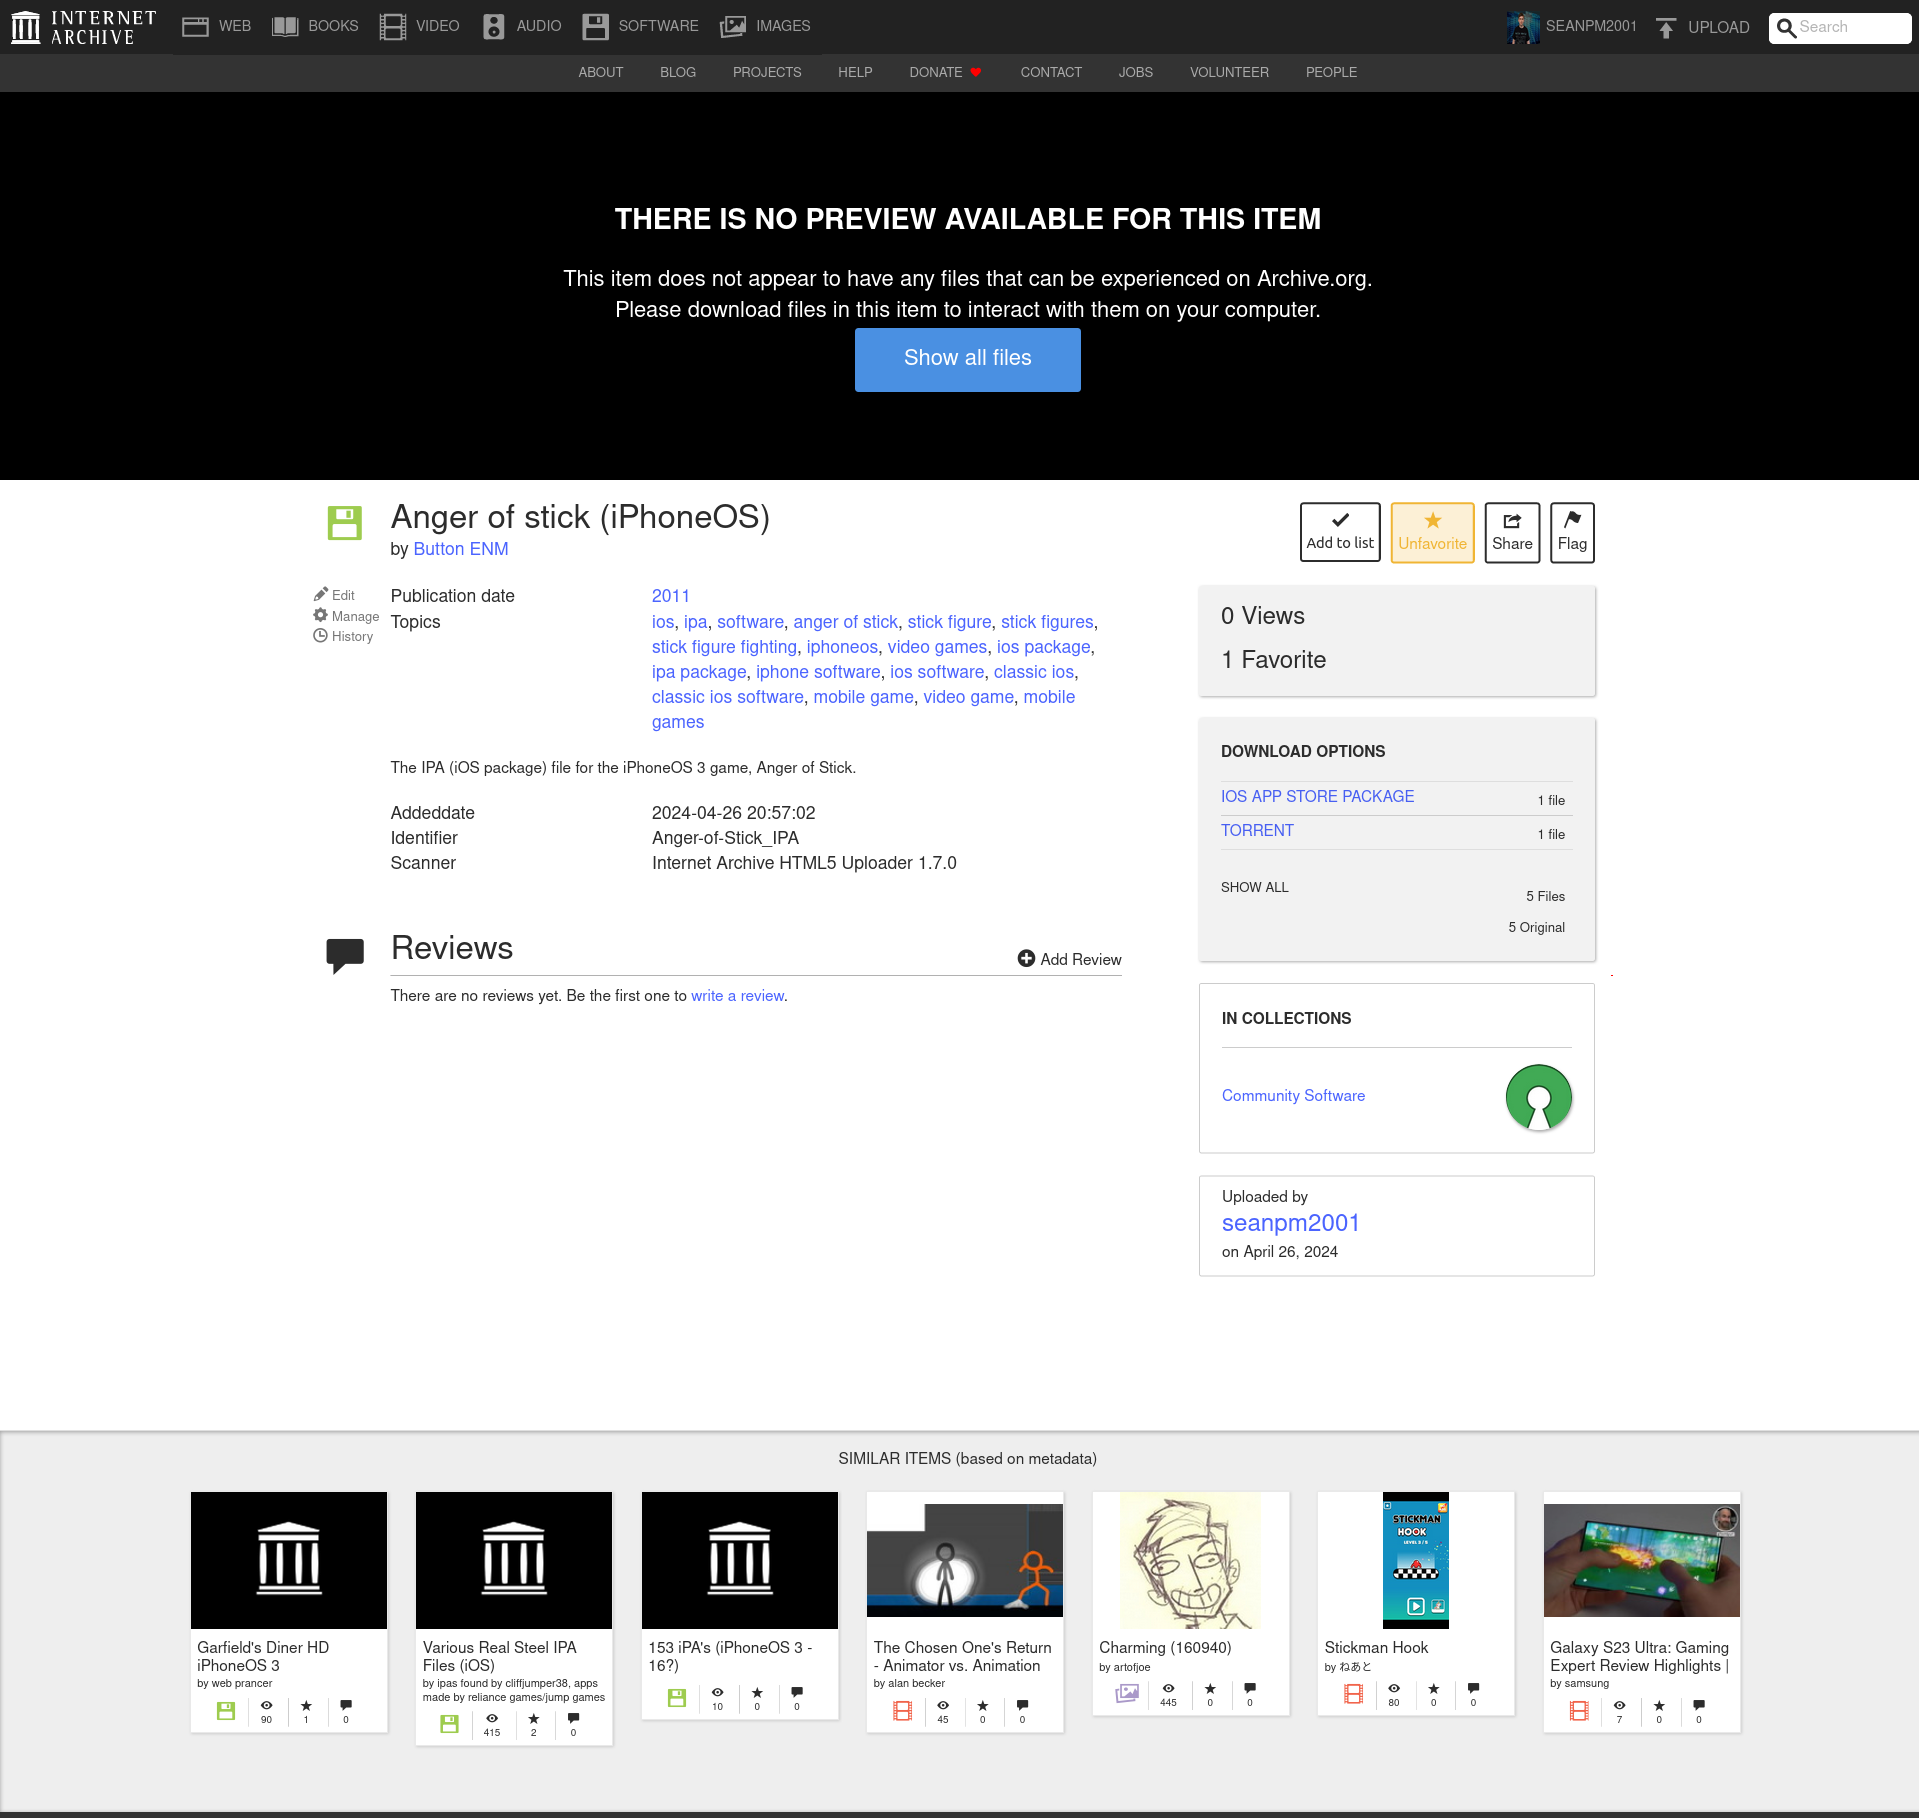 INTERNET ARCHIVE
WEB BOOKS VIDEO AUDIO SOFTWARE IMAGES SEANPM2001 UPLOAD Search
ABOUT BLOG PROJECTS HELP DONATE CONTACT JOBS VOLUNTEER PEOPLE
THERE IS NO PREVIEW AVAILABLE FOR THIS ITEM
This item does not appear to have any files that can be experienced on Archive.org.
Please download files in this item to interact with them on your computer.
Show all files
Anger of stick (iPhoneOS)
by Button ENM
Add to list Unfavorite Share Flag
Edit
Manage
History
Publication date 2011
Topics ios, ipa, software, anger of stick, stick figure, stick figures,
stick figure fighting, iphoneos, video games, ios package,
ipa package, iphone software, ios software, classic ios,
classic ios software, mobile game, video game, mobile
games
The IPA (iOS package) file for the iPhoneOS 3 game, Anger of Stick.
Addeddate 2024-04-26 20:57:02
Identifier Anger-of-Stick_IPA
Scanner Internet Archive HTML5 Uploader 1.7.0
Reviews
Add Review
There are no reviews yet. Be the first one to write a review.
0 Views
1 Favorite
DOWNLOAD OPTIONS
IOS APP STORE PACKAGE 1 file
TORRENT 1 file
SHOW ALL 5 Files
5 Original
IN COLLECTIONS
Community Software
Uploaded by
seanpm2001
on April 26, 2024
SIMILAR ITEMS (based on metadata)
Garfield's Diner HD
iPhoneOS 3
by web prancer
90 1 0
Various Real Steel IPA
Files (iOS)
by ipas found by cliffjumper38, apps
made by reliance games/jump games
415 2 0
153 iPA's (iPhoneOS 3 -
16?)
10 0 0
The Chosen One's Return
- Animator vs. Animation
by alan becker
45 0 0
Charming (160940)
by artofjoe
445 0 0
STICKMAN
HOOK
LEVEL 3 / 5
Stickman Hook
by ねあと
80 0 0
Galaxy S23 Ultra: Gaming
Expert Review Highlights |
by samsung
7 0 0